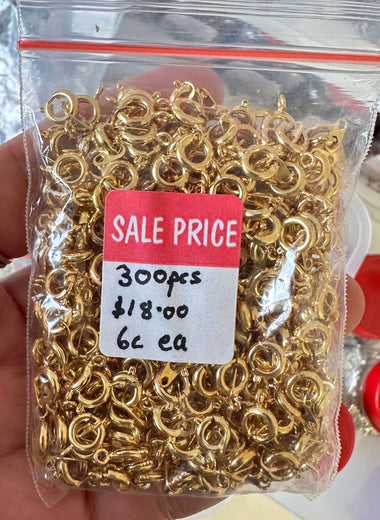 SALE PRICE
300pcs
$18.00
6c ea